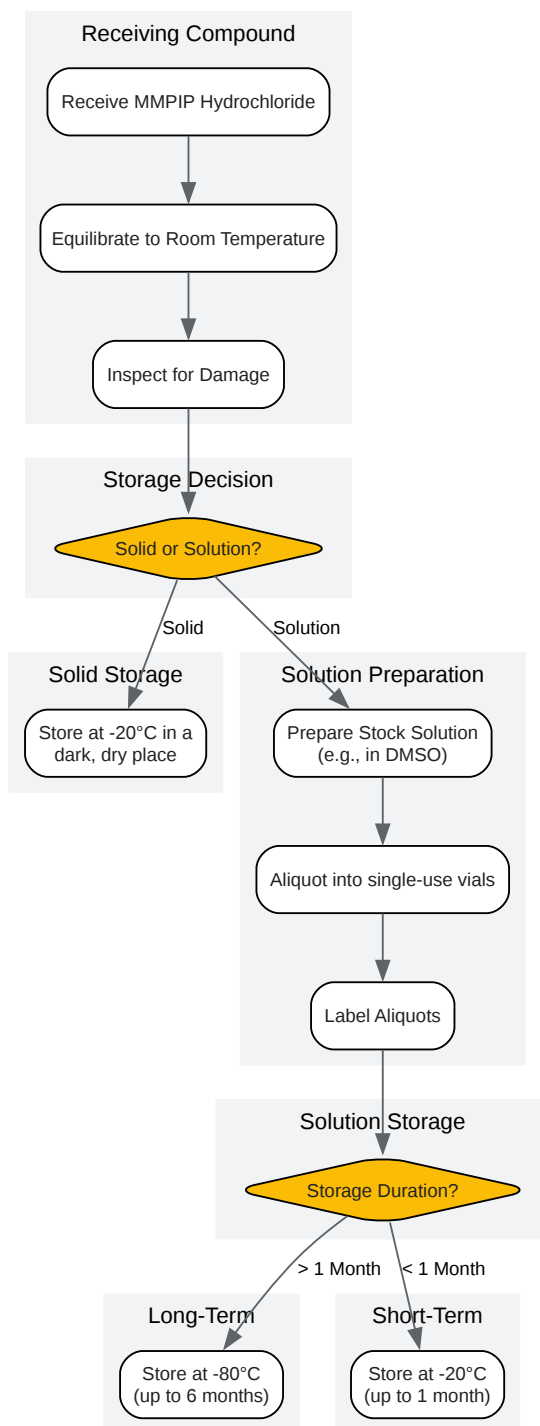 Receiving Compound
Receive MMPIP Hydrochloride
Equilibrate to Room Temperature
Inspect for Damage
Storage Decision
Solid or Solution?
Solid
Solution
Solid Storage
Store at -20°C in a
dark, dry place
Solution Preparation
Prepare Stock Solution
(e.g., in DMSO)
Aliquot into single-use vials
Label Aliquots
Solution Storage
Storage Duration?
> 1 Month
< 1 Month
Long-Term
Store at -80°C
(up to 6 months)
Short-Term
Store at -20°C
(up to 1 month)